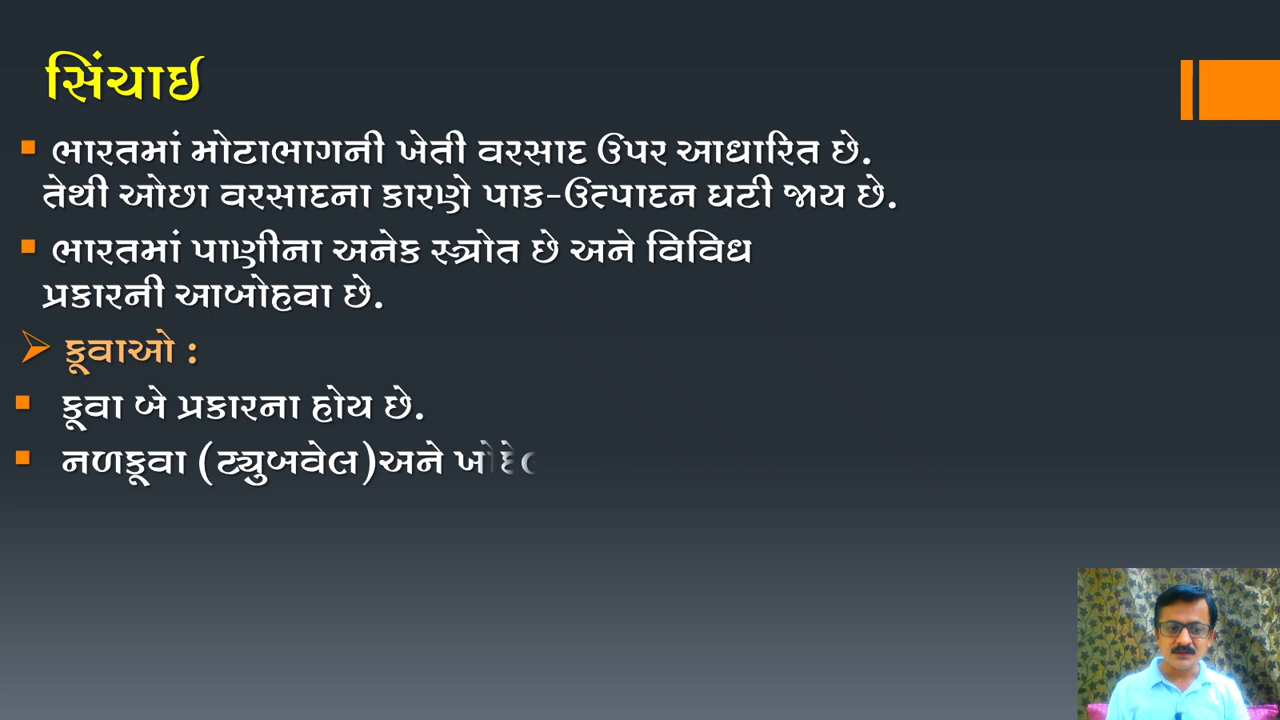 સિંચાઈ
ભારતમાં મોટાભાગની ખેતી વરસાદ ઉપર આધારિત છે.
તેથી ઓછા વરસાદના કારણે પાક-ઉત્પાદન ઘટી જાય છે.
ભારતમાં પાણીના અનેક સ્ત્રોત છે અને વિવિધ
પ્રકારની આબોહવા છે.
કૂવાઓ :
કૂવા બે પ્રકારના હોય છે.
નળકૂવા (ટ્યુબવેલ)અને